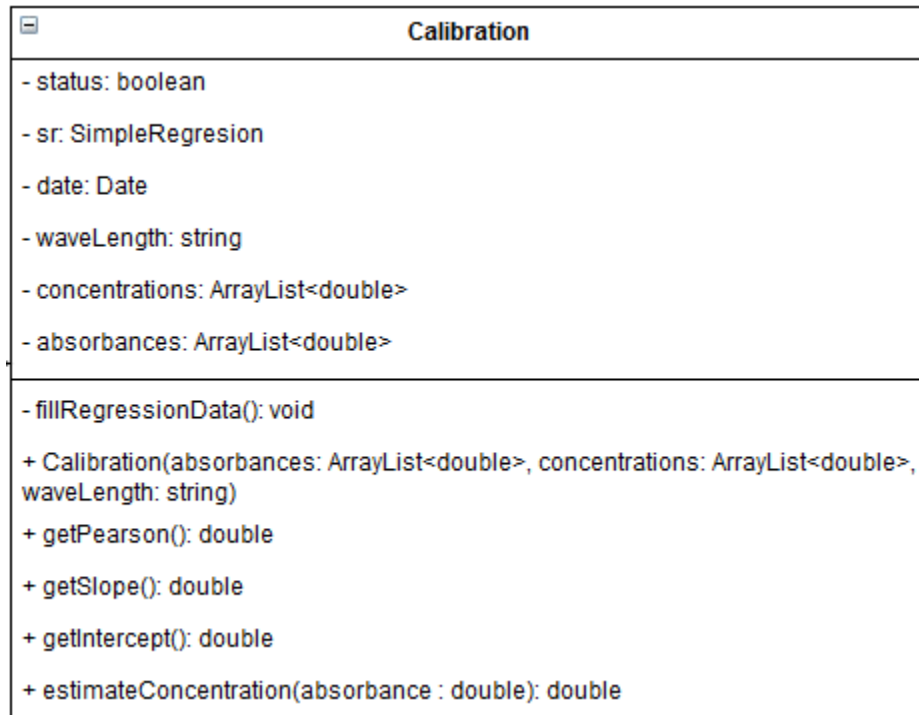 Calibration
- status: boolean
- sr: SimpleRegresion
- date: Date
- waveLength: string
- concentrations: ArrayList<double>
- absorbances: ArrayList<double>
- fillRegressionData(): void
+ Calibration(absorbances: ArrayList<double>, concentrations: ArrayList<double>,
waveLength: string)
+ getPearson(): double
+ getSlope(): double
+ getIntercept(): double
+ estimateConcentration(absorbance : double): double